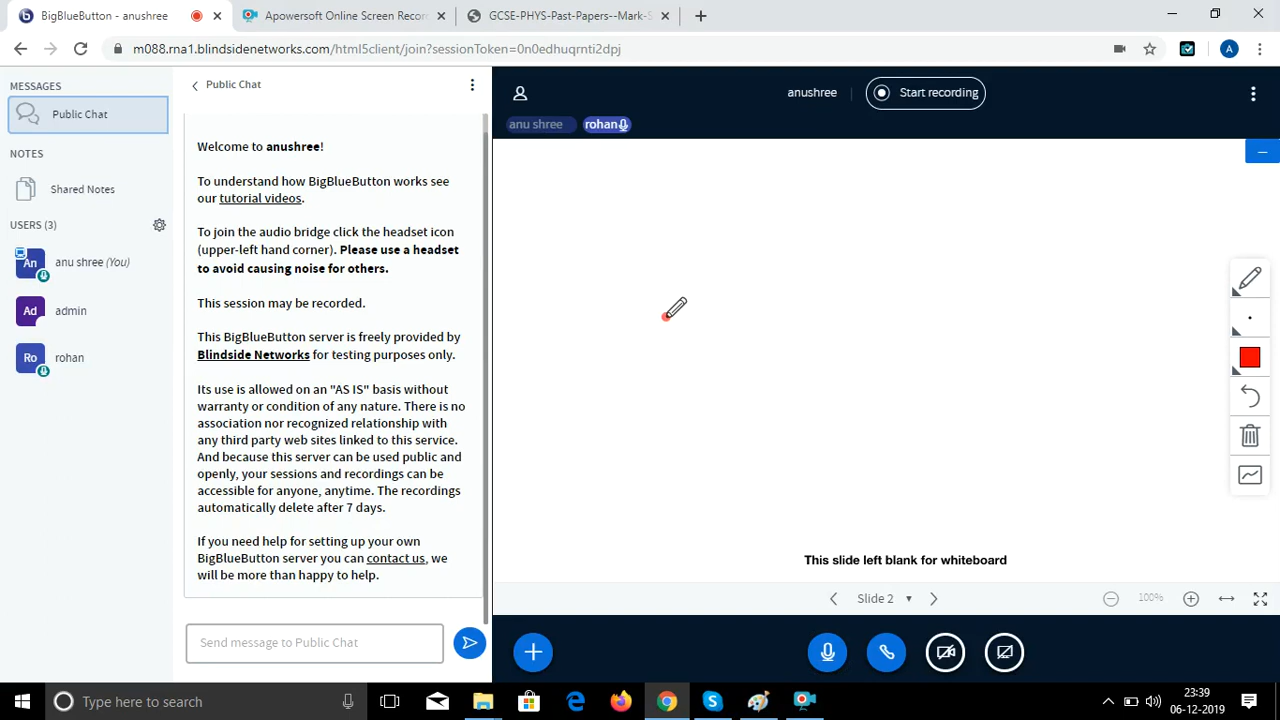 BigBlueButton - anushree
Apowersoft Online Screen Recor
GCSE-PHYS-Past-Papers--Mark-S
m088.rna1.blindsidenetworks.com/html5client/join?sessionToken=0n0edhuqrnti2dpj
A
MESSAGES
Public Chat
NOTES
Shared Notes
USERS (3)
An
anu shree (You)
Ad
admin
Ro
rohan
Public Chat
Welcome to anushree!
To understand how BigBlueButton works see
our tutorial videos.
To join the audio bridge click the headset icon
(upper-left hand corner). Please use a headset
to avoid causing noise for others.
This session may be recorded.
This BigBlueButton server is freely provided by
Blindside Networks for testing purposes only.
Its use is allowed on an "AS IS" basis without
warranty or condition of any nature. There is no
association nor recognized relationship with
any third party web sites linked to this service.
And because this server can be used public and
openly, your sessions and recordings can be
accessible for anyone, anytime. The recordings
automatically delete after 7 days.
If you need help for setting up your own
BigBlueButton server you can contact us, we
will be more than happy to help.
Send message to Public Chat
anushree
Start recording
anu shree
rohan
This slide left blank for whiteboard
Slide 2
100%
Type here to search
23:39
06-12-2019